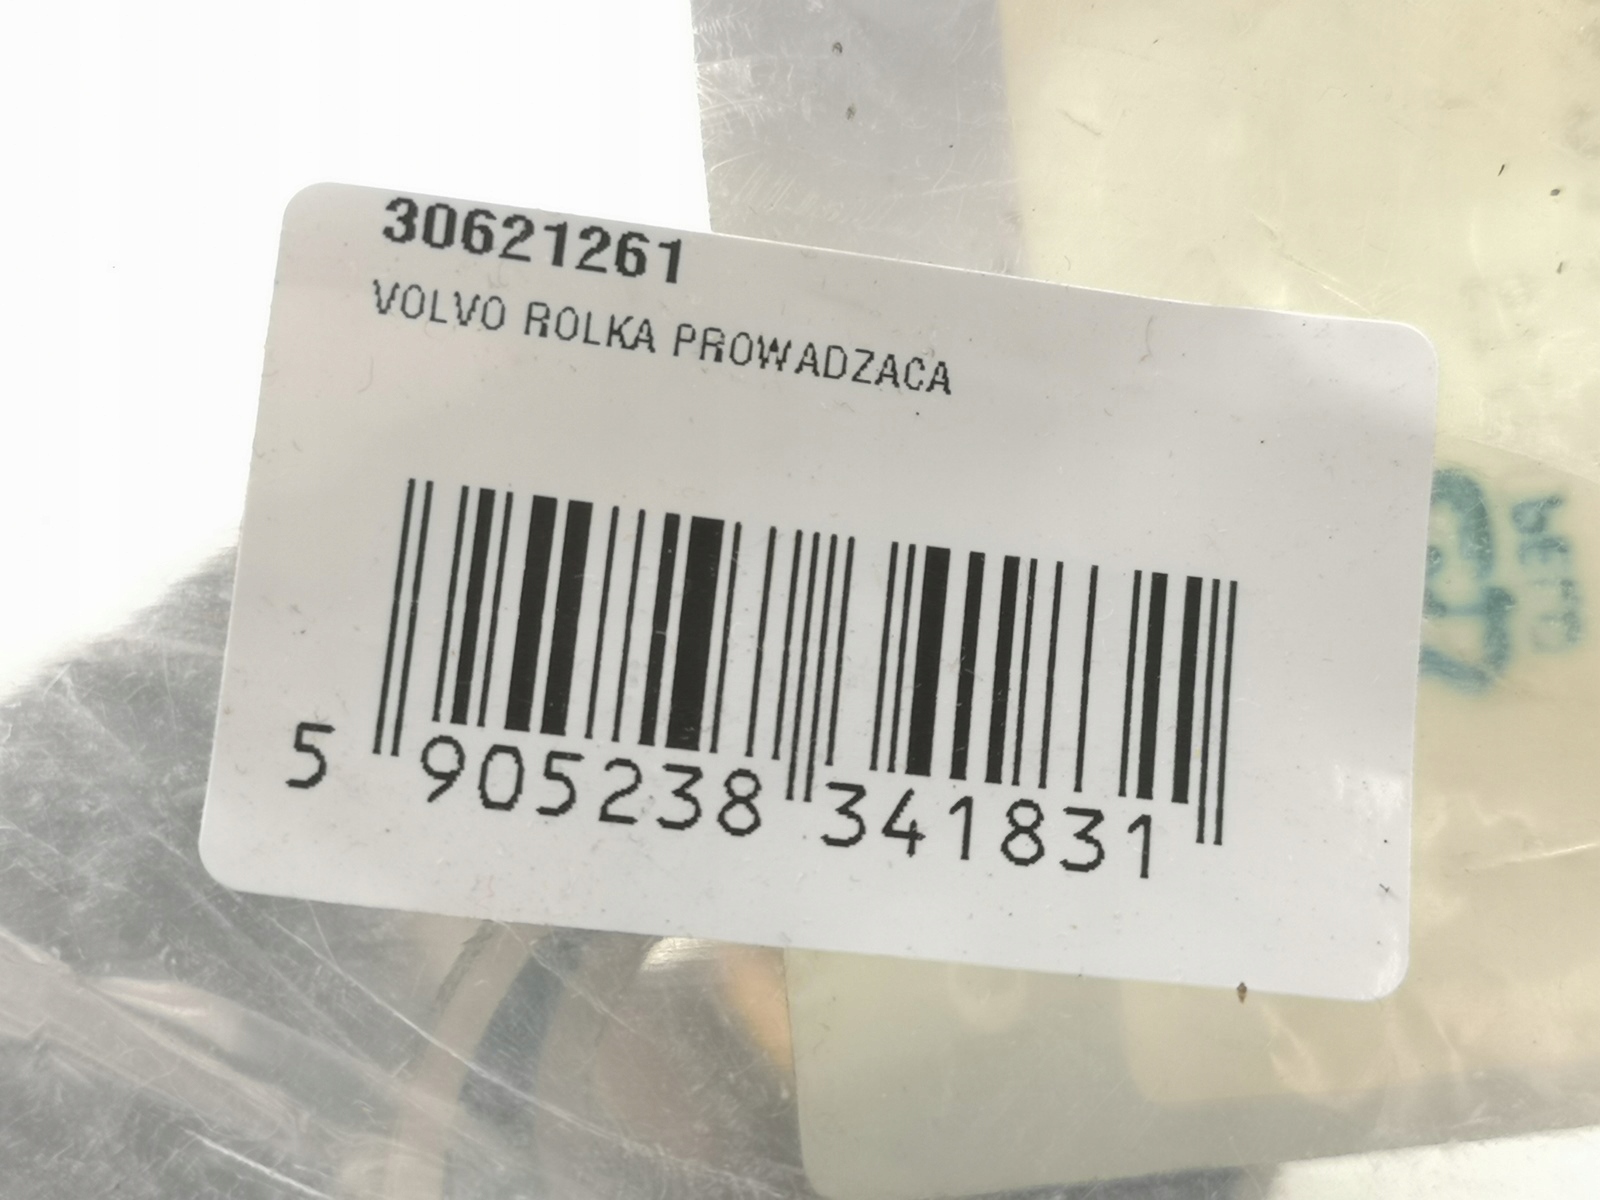 30621261
VOLVO ROLKA PROWADZACA
5 905238 341831